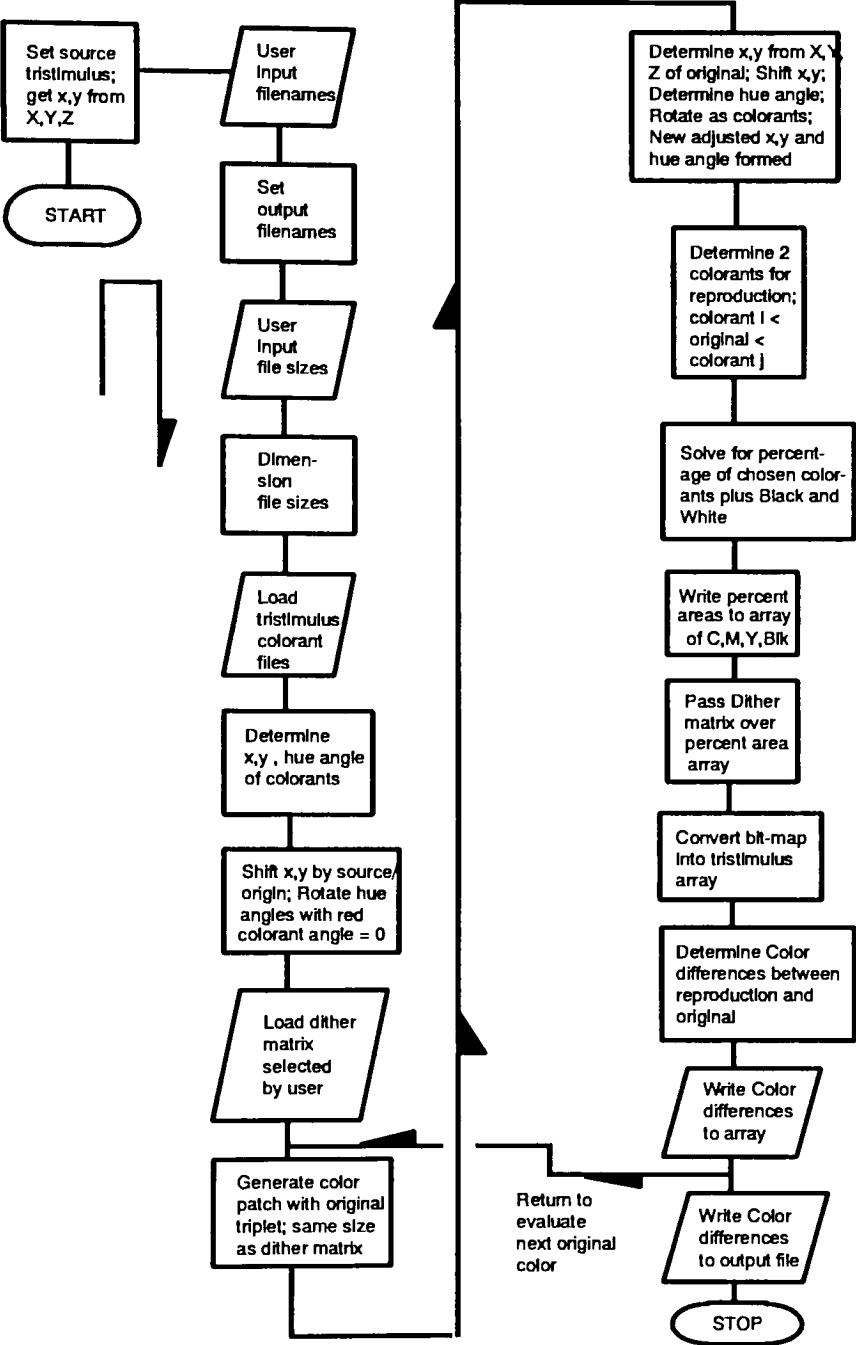 Set source
tristimulus;
get x,y from
X,Y,Z
START
User
Input
filenames
Set
output
filenames
User
Input
file sizes
Dimen-
sion
file sizes
Load
tristimulus
colorant
files
Determine
x,y , hue angle
of colorants
Shift x,y by source/
origin; Rotate hue
angles with red
colorant angle = 0
Load dither
matrix
selected
by user
Generate color
patch with original
triplet; same size
as dither matrix
Determine x,y from X,Y,
Z of original; Shift x,y;
Determine hue angle;
Rotate as colorants;
New adjusted x,y and
hue angle formed
Determine 2
colorants for
reproduction;
colorant i <
original <
colorant j
Solve for percent-
age of chosen color-
ants plus Black and
White
Write percent
areas to array
of C,M,Y,Blk
Pass Dither
matrix over
percent area
array
Convert bit-map
into tristimulus
array
Determine Color
differences between
reproduction and
original
Write Color
differences
to array
Return to
evaluate
next original
color
Write Color
differences
to output file
STOP